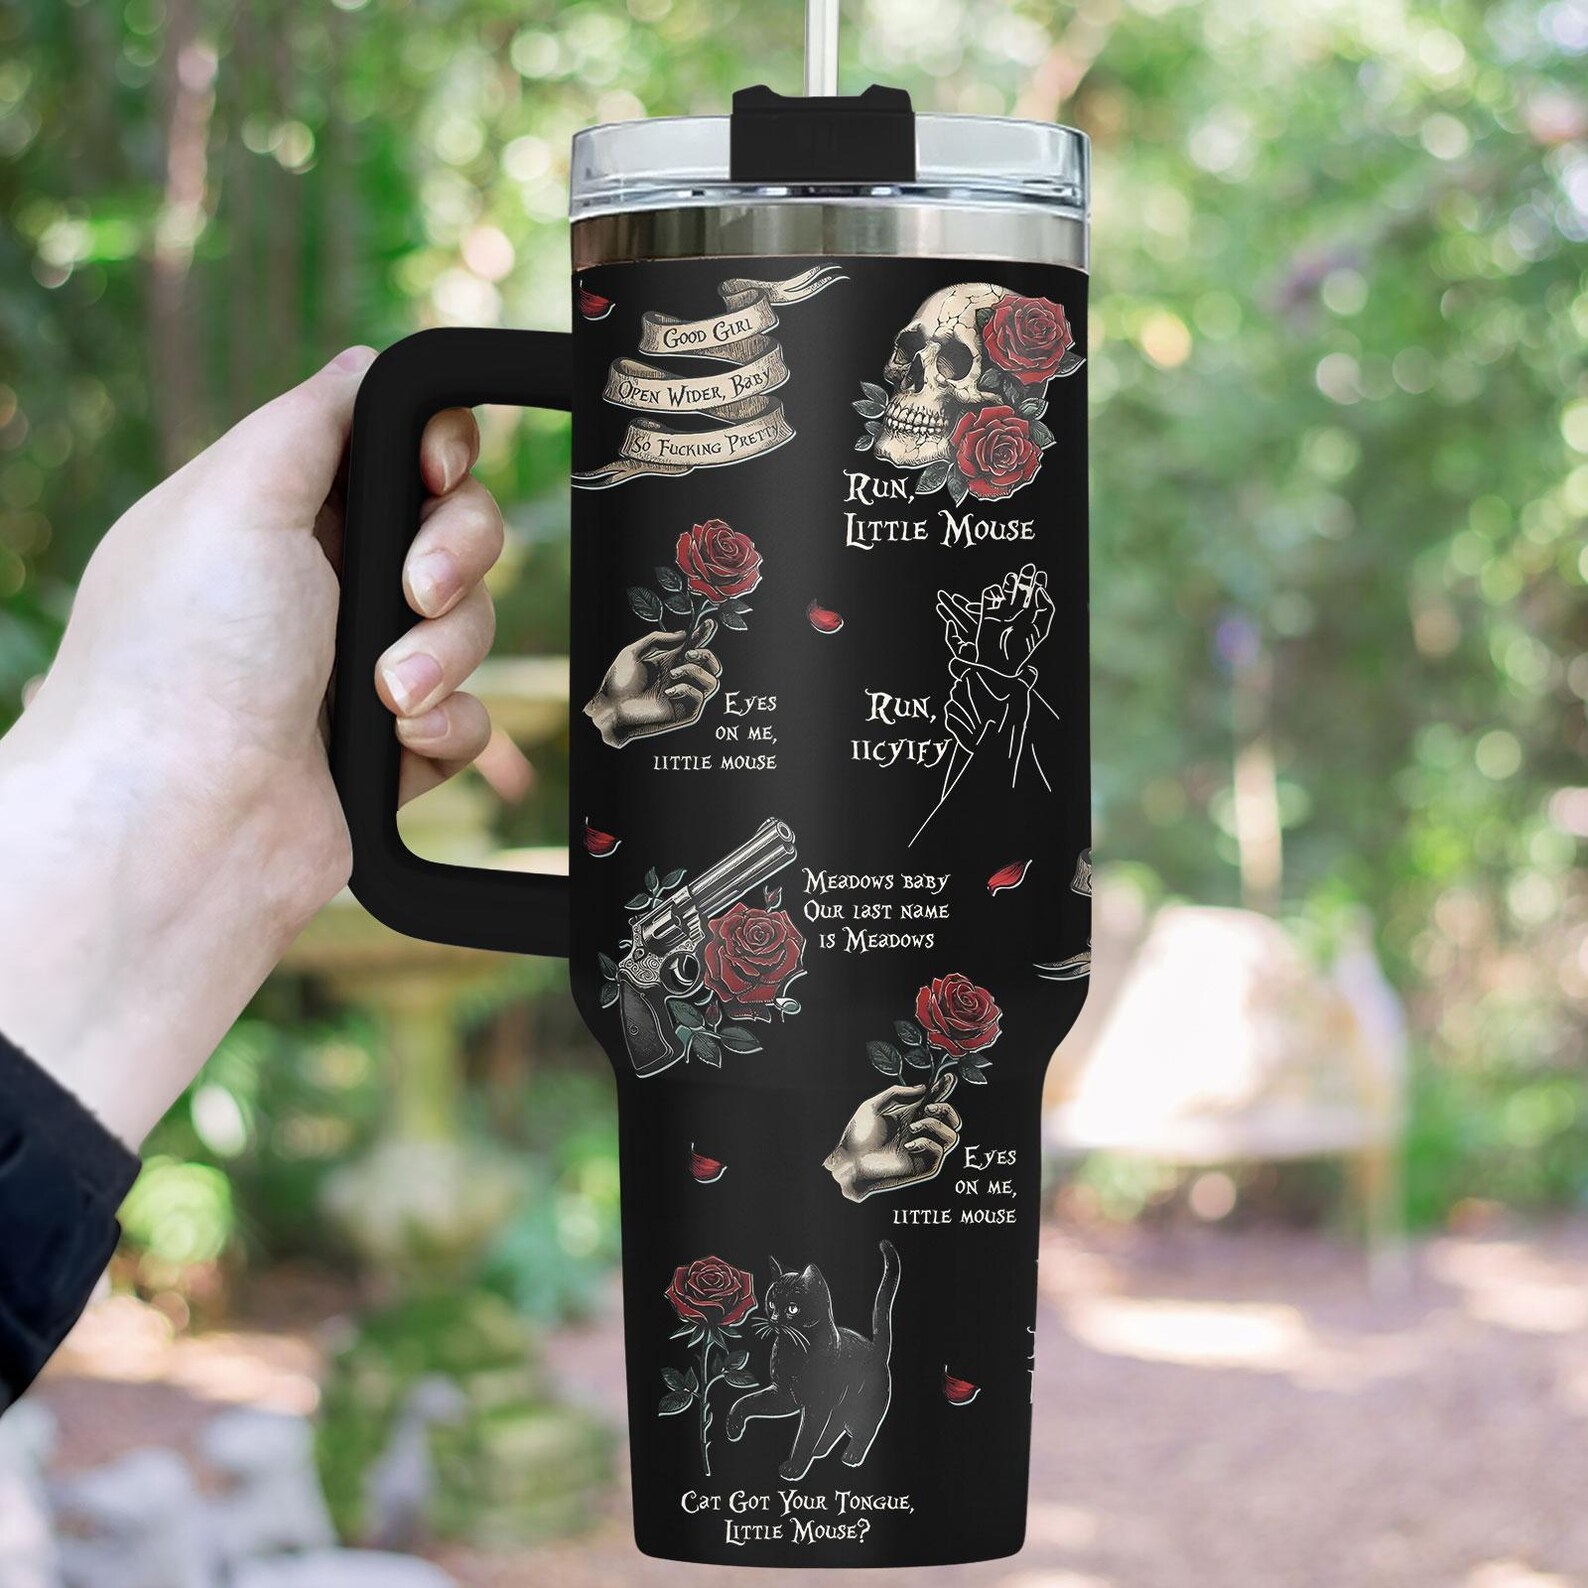 Good Girl
Open Wider, Baby
So Fucking Pretty
Run,
Little Mouse
Eyes
on me,
little mouse
Run,
iicyify
Meadows baby
Our last name
is Meadows
Eyes
on me,
little mouse
Cat Got Your Tongue,
Little Mouse?